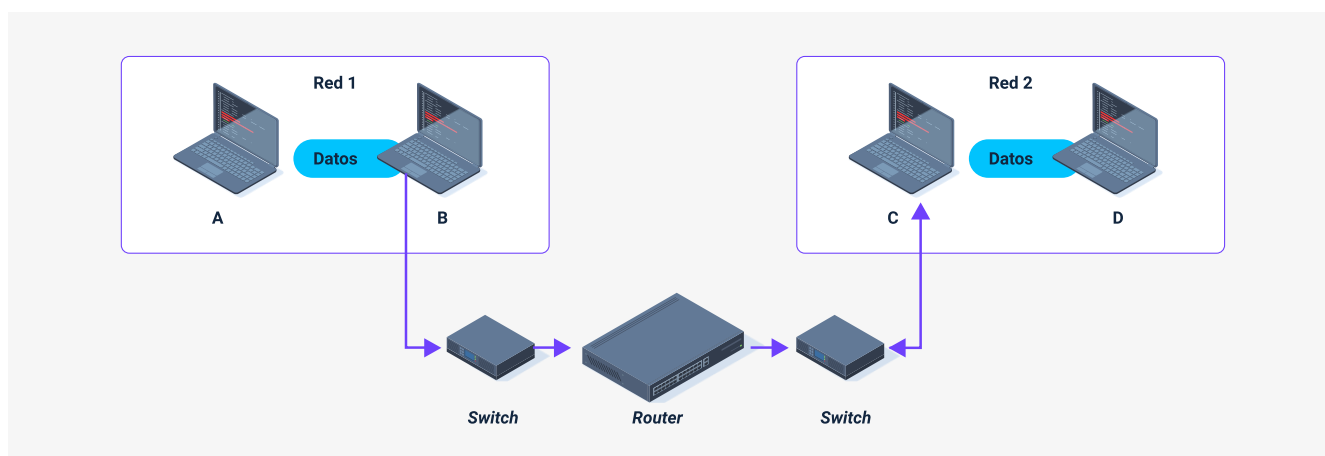 Red 1
Datos
A
B
Red 2
Datos
C
D
Switch
Router
Switch